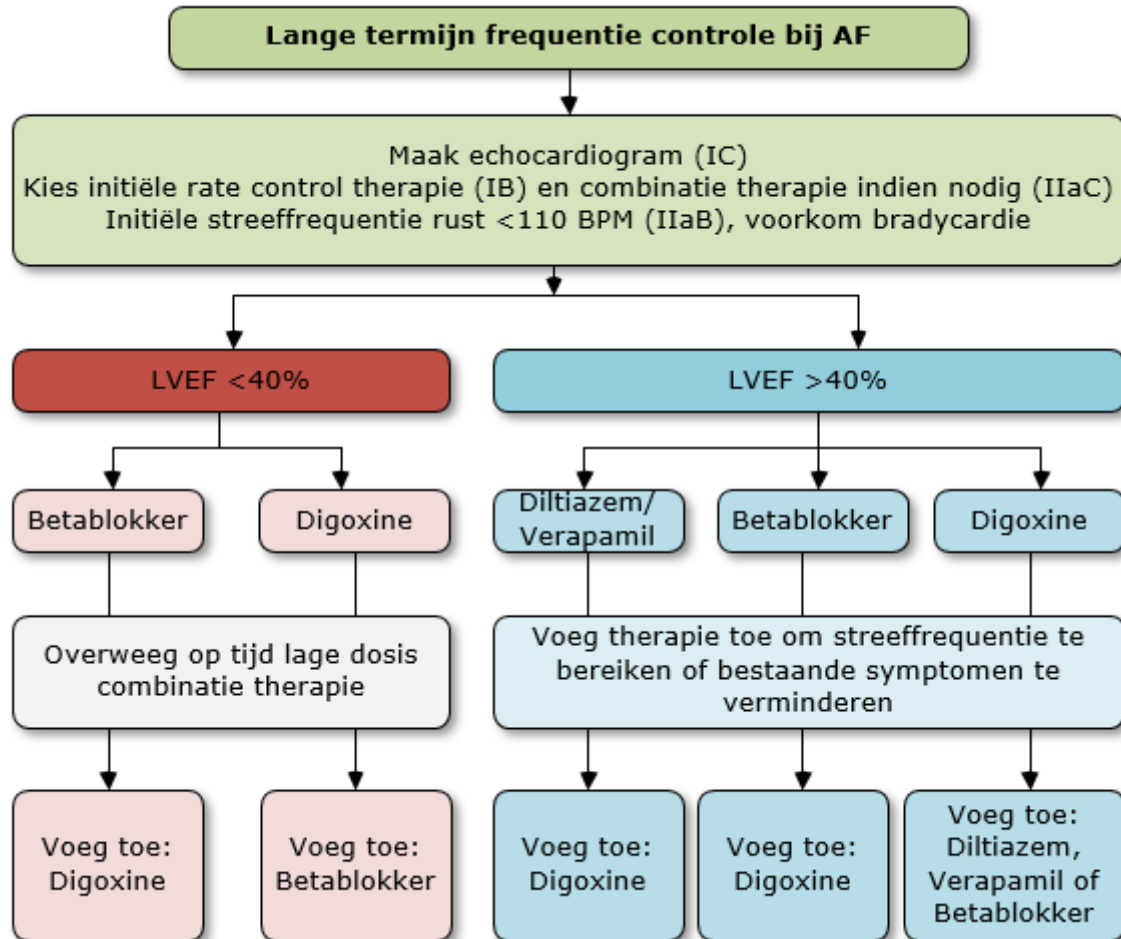 Lange termijn frequentie controle bij AF
Maak echocardiogram (IC)
Kies initiële rate control therapie (IB) en combinatie therapie indien nodig (IIaC)
Initiële streeffrequentie rust <110 BPM (IIaB), voorkom bradycardie
LVEF <40%
LVEF >40%
Betablokker
Digoxine
Diltiazem/
Verapamil
Betablokker
Digoxine
Overweeg op tijd lage dosis
combinatie therapie
Voeg therapie toe om streeffrequentie te
bereiken of bestaande symptomen te
verminderen
Voeg toe:
Digoxine
Voeg toe:
Betablokker
Voeg toe:
Digoxine
Voeg toe:
Digoxine
Voeg toe:
Diltiazem,
Verapamil of
Betablokker